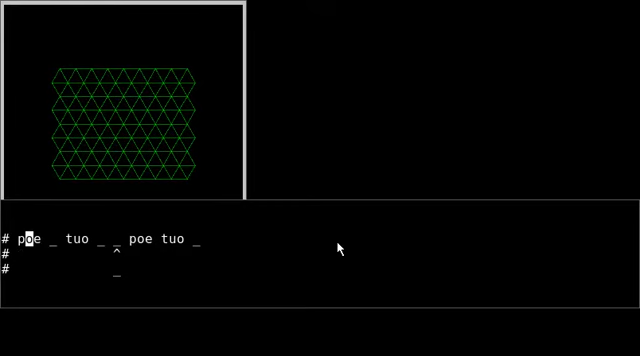 # poe _ tuo _ _ poe tuo _
#             ^
#             _